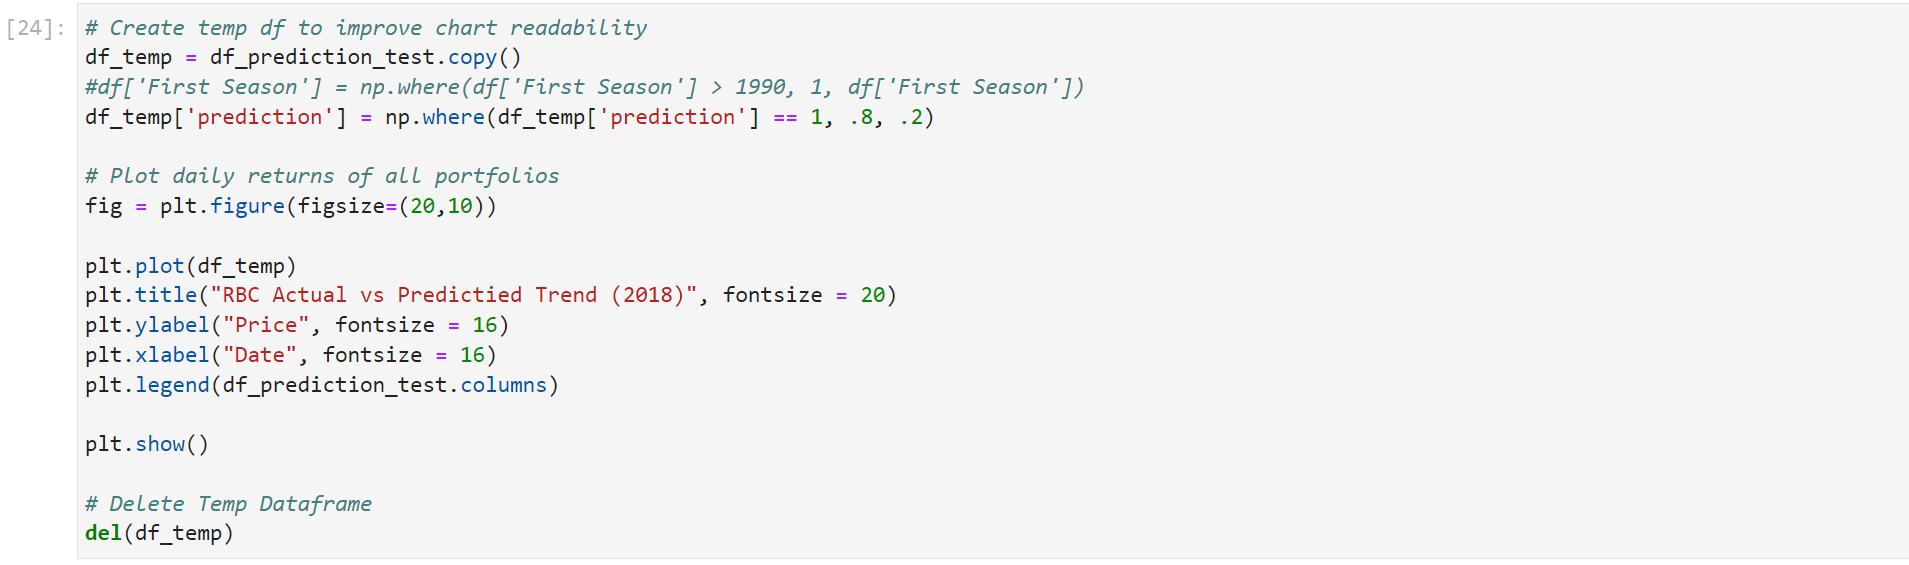 [24]: # Create temp df to improve chart readability
df_temp = df_prediction_test.copy()
#df['First Season'] = np.where(df['First Season'] > 1990, 1, df['First Season'])
df_temp['prediction'] = np.where(df_temp['prediction'] == 1, .8, .2)
# Plot daily returns of all portfolios
fig = plt.figure(figsize=(20,10))
plt.plot(df_temp)
plt.title("RBC Actual vs Predictied Trend (2018)", fontsize = 20)
plt.ylabel("Price", fontsize = 16)
plt.xlabel("Date", fontsize = 16)
plt.legend(df_prediction_test.columns)
plt.show()
# Delete Temp Dataframe
del(df_temp)